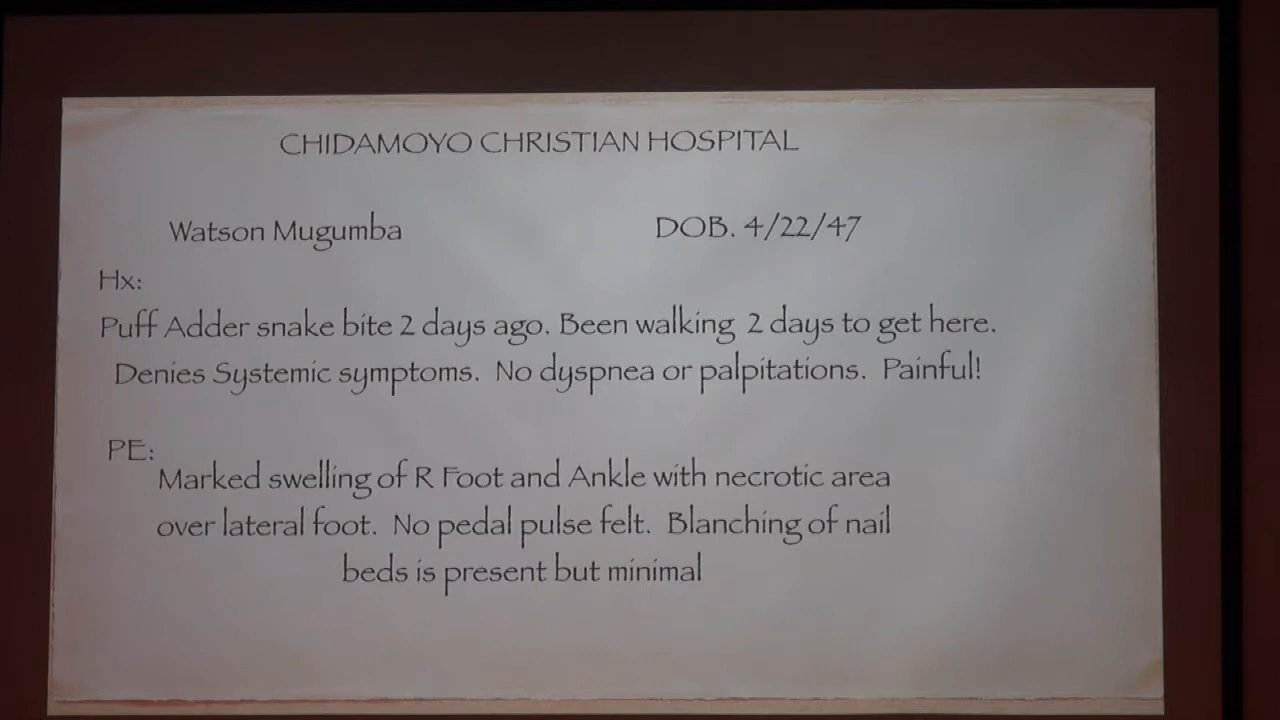 CHIDAMOYO CHRISTIAN HOSPITAL
Watson Mugumba DOB. 4/22/47
Hx:
Puff Adder snake bite 2 days ago. Been walking 2 days to get here.
Denies Systemic symptoms. No dyspnea or palpitations. Painful!
PE:
Marked swelling of R Foot and Ankle with necrotic area
over lateral foot. No pedal pulse felt. Blanching of nail
beds is present but minimal